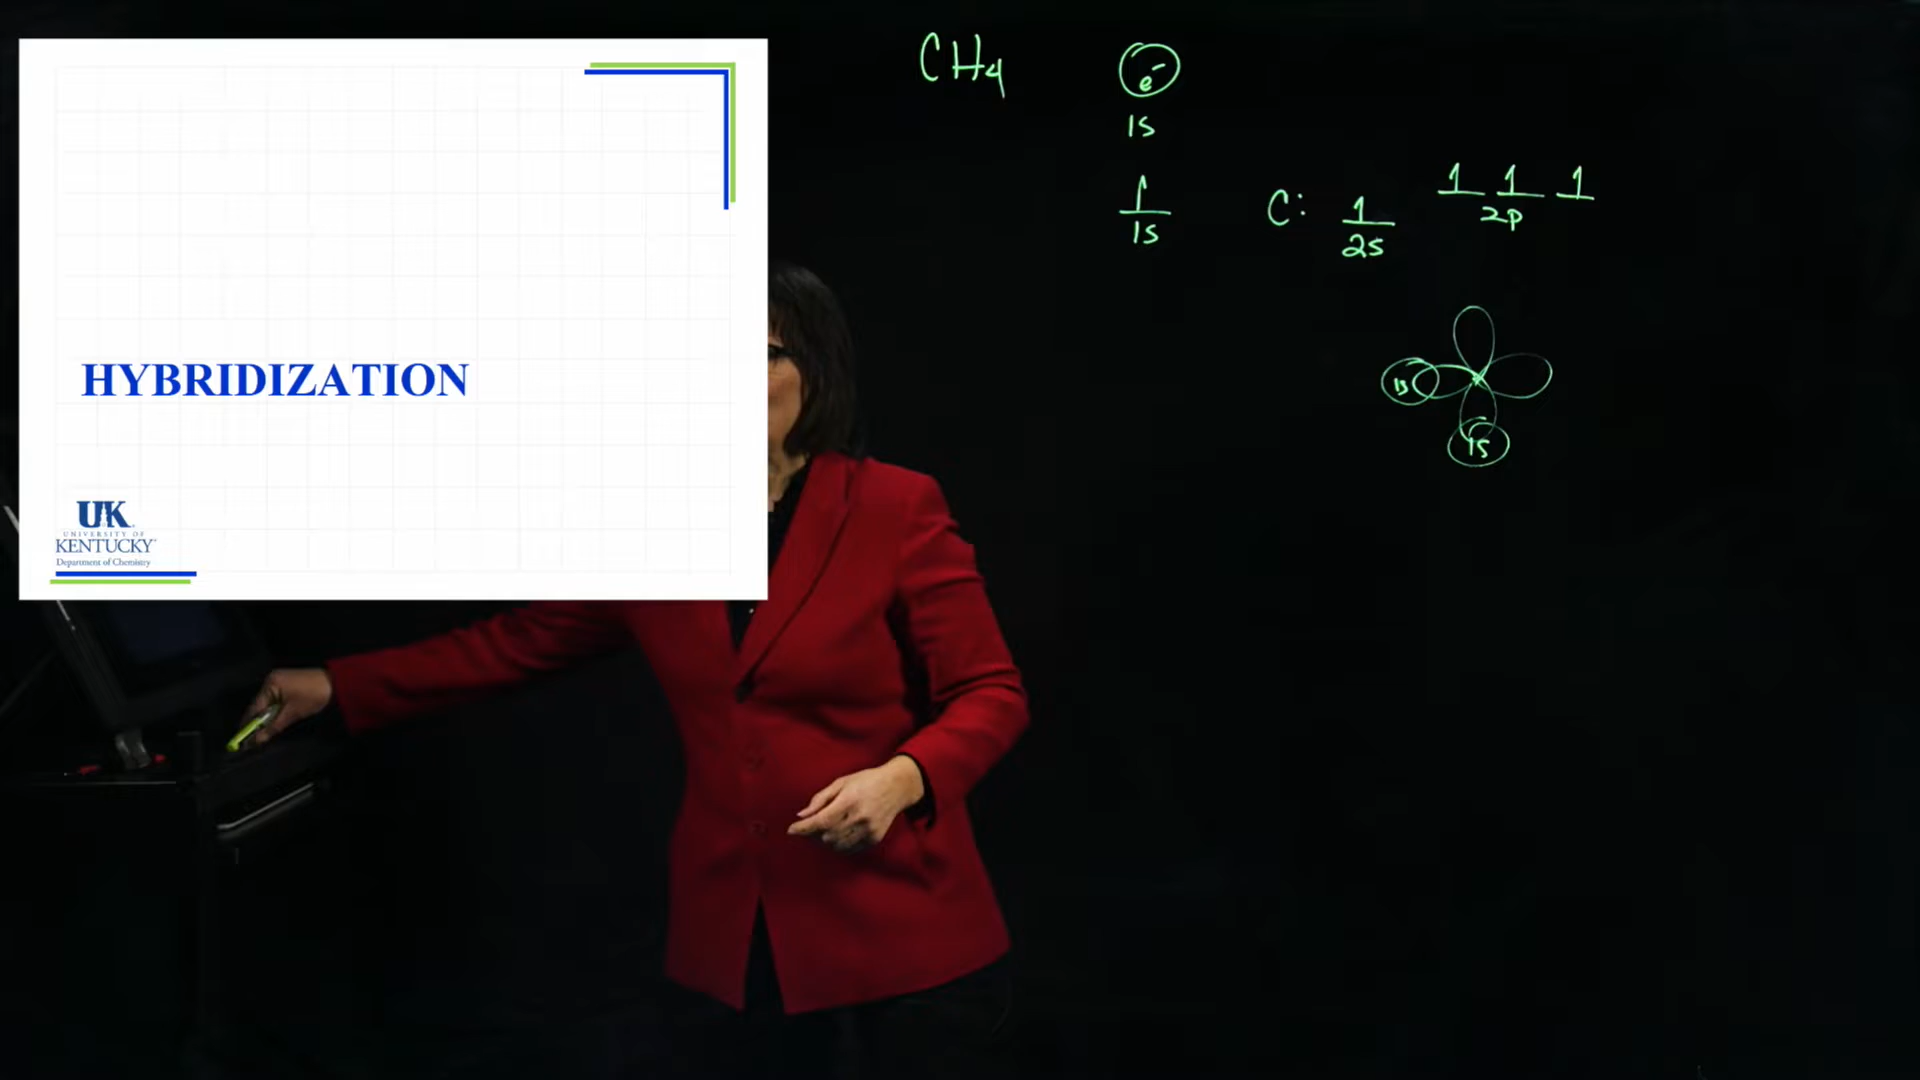 HYBRIDIZATION
UK
UNIVERSITY OF
KENTUCKY
Department of Chemistry
CH4
e-
1s
1
1s
C: 1
2s
1 1 1
2p
1s
1s